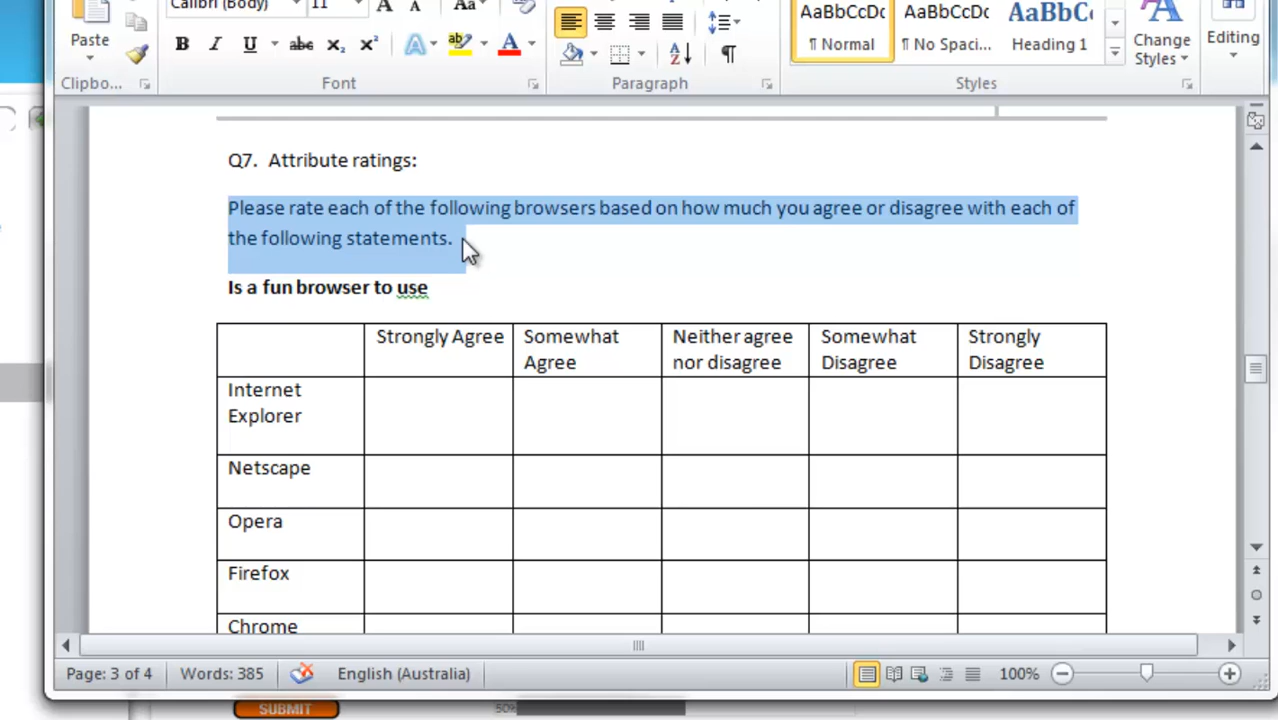 Calibri (Body) 11 A A Aa
AaBbCcDc AaBbCcDc AaBbC
Paste
B I U abc x₂ x² A ab A
A Z ¶
¶ Normal ¶ No Spaci... Heading 1
Change Styles
Editing
Clipbo... Font Paragraph Styles
Q7. Attribute ratings:
Please rate each of the following browsers based on how much you agree or disagree with each of
the following statements.
Is a fun browser to use
Strongly Agree Somewhat Agree Neither agree nor disagree Somewhat Disagree Strongly Disagree
Internet Explorer
Netscape
Opera
Firefox
Chrome
Page: 3 of 4 Words: 385 English (Australia) 100%
SUBMIT 50%